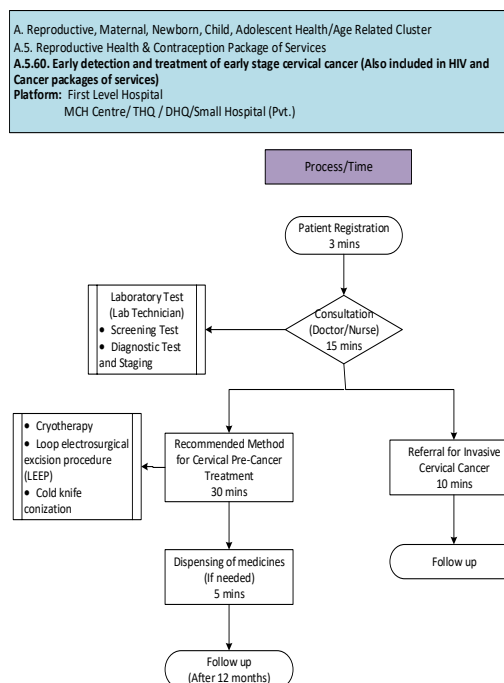 A. Reproductive, Maternal, Newborn, Child, Adolescent Health/Age Related Cluster
A.5. Reproductive Health & Contraception Package of Services
A.5.60. Early detection and treatment of early stage cervical cancer (Also included in HIV and
Cancer packages of services)
Platform: First Level Hospital
MCH Centre/ THQ / DHQ/Small Hospital (Pvt.)
Process/Time
Patient Registration
3 mins
Laboratory Test
(Lab Technician)
● Screening Test
● Diagnostic Test
and Staging
Consultation
(Doctor/Nurse)
15 mins
● Cryotherapy
● Loop electrosurgical
excision procedure
(LEEP)
● Cold knife
conization
Recommended Method
for Cervical Pre-Cancer
Treatment
30 mins
Referral for Invasive
Cervical Cancer
10 mins
Dispensing of medicines
(If needed)
5 mins
Follow up
Follow up
(After 12 months)